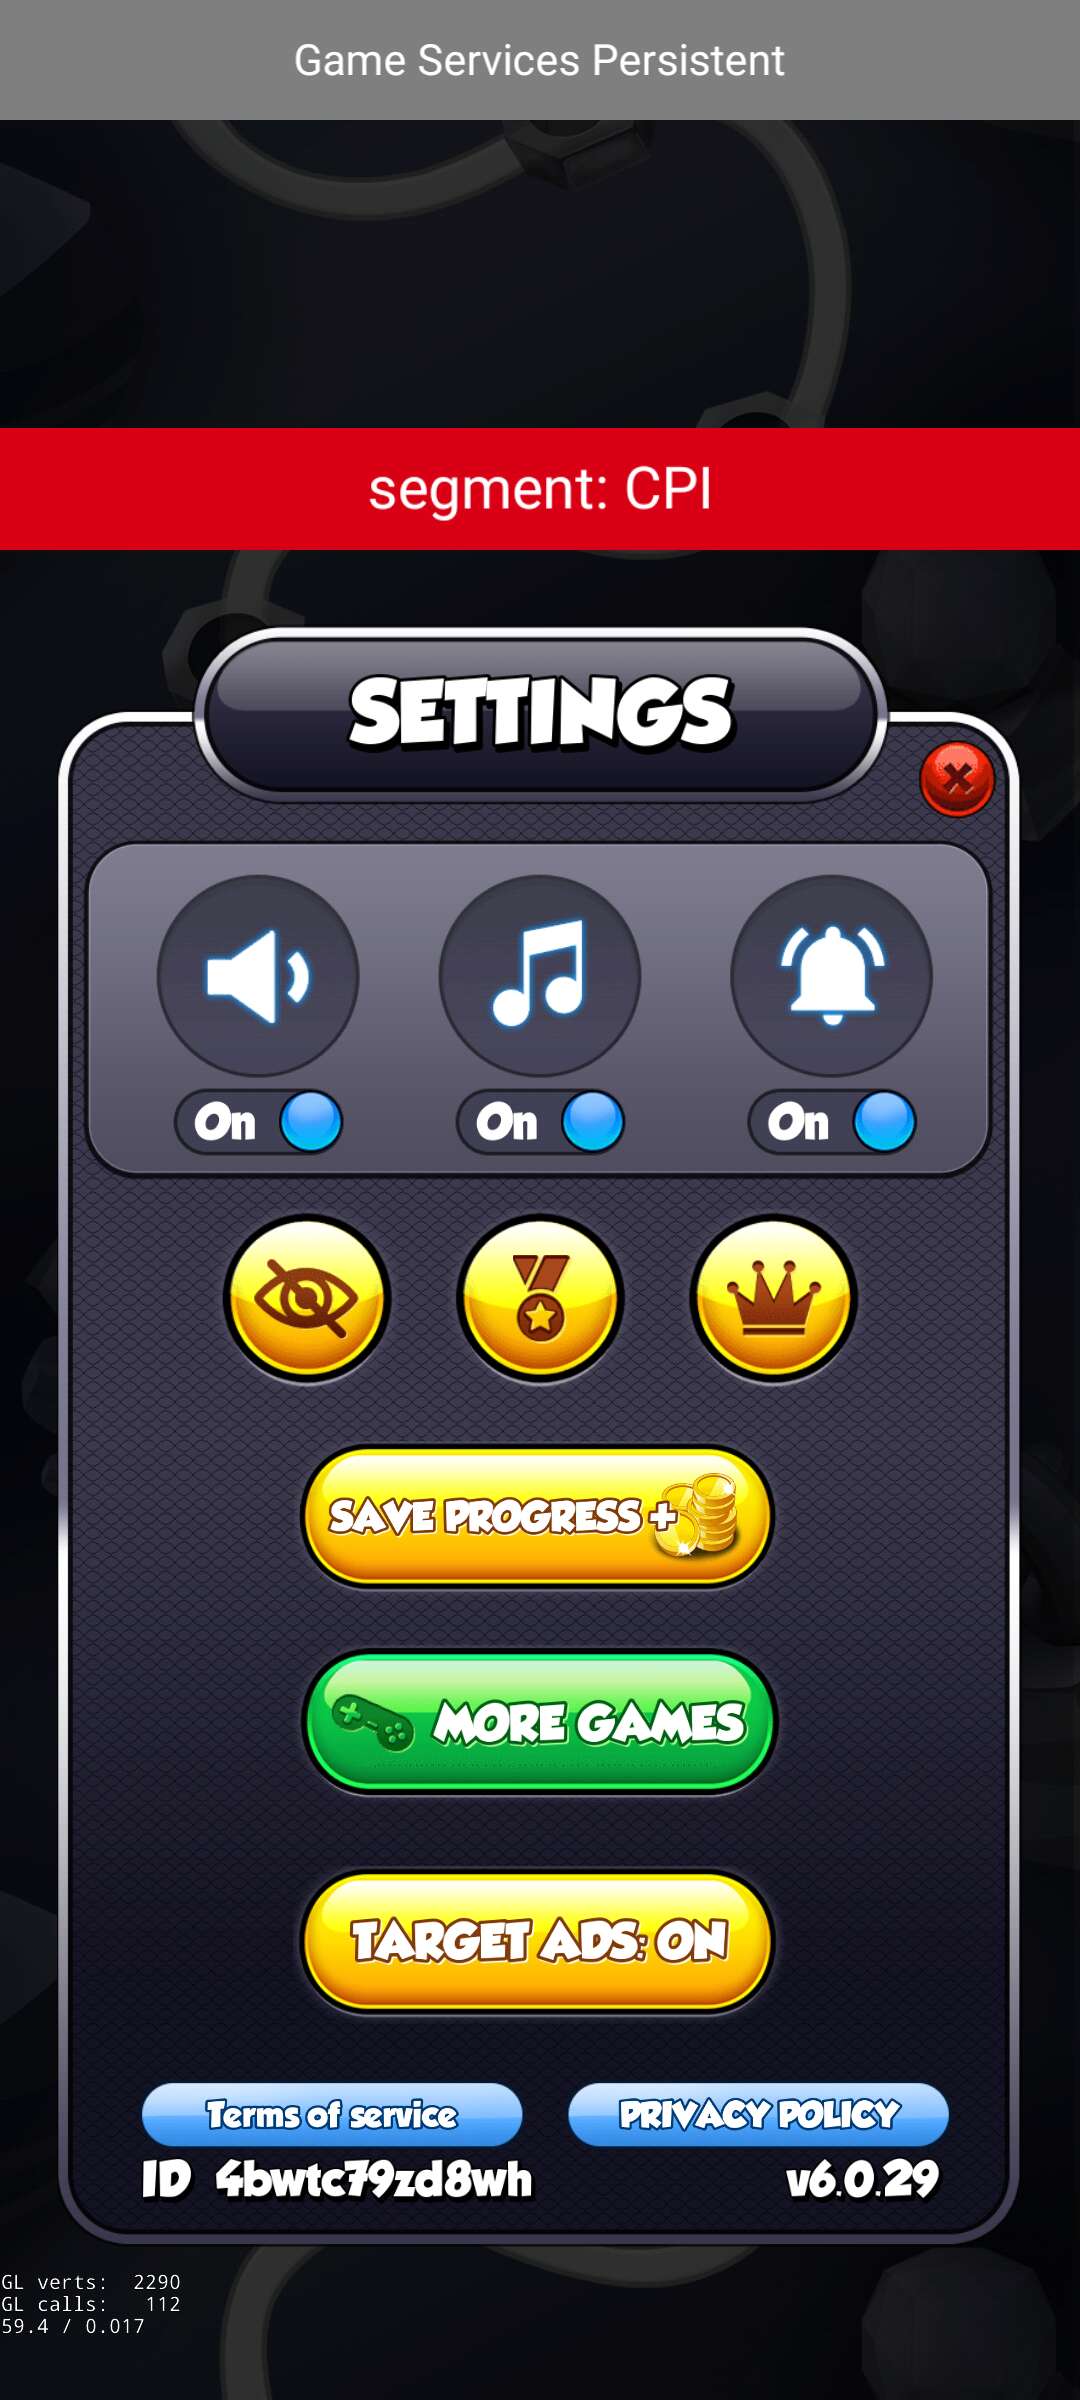 Game Services Persistent
segment: CPI
SETTINGS
On On On
SAVE PROGRESS +
MORE GAMES
TARGET ADS: ON
Terms of service PRIVACY POLICY
ID 4bwtc79zd8wh v6.0.29
GL verts: 2290
GL calls: 112
59.4 / 0.017